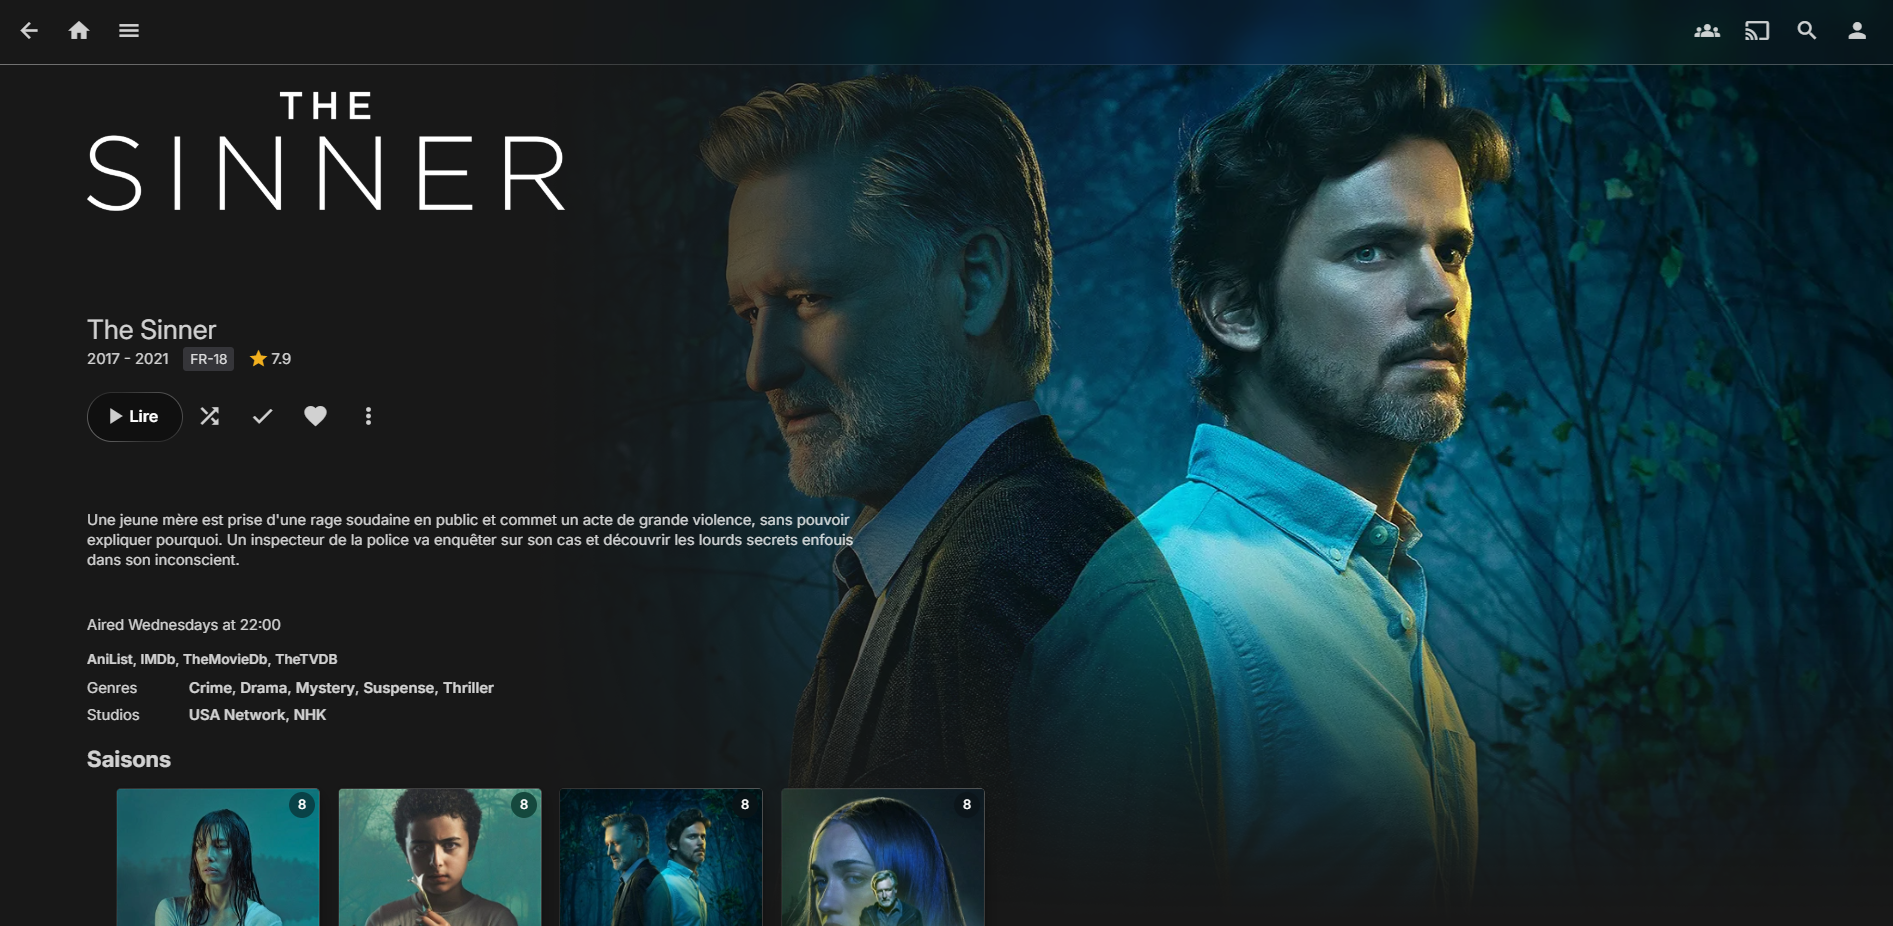 THE
SINNER
The Sinner
2017 - 2021 FR-18 7.9
Lire
Une jeune mère est prise d'une rage soudaine en public et commet un acte de grande violence, sans pouvoir
expliquer pourquoi. Un inspecteur de la police va enquêter sur son cas et découvrir les lourds secrets enfouis
dans son inconscient.
Aired Wednesdays at 22:00
AniList, IMDb, TheMovieDb, TheTVDB
Genres Crime, Drama, Mystery, Suspense, Thriller
Studios USA Network, NHK
Saisons
8 8 8 8